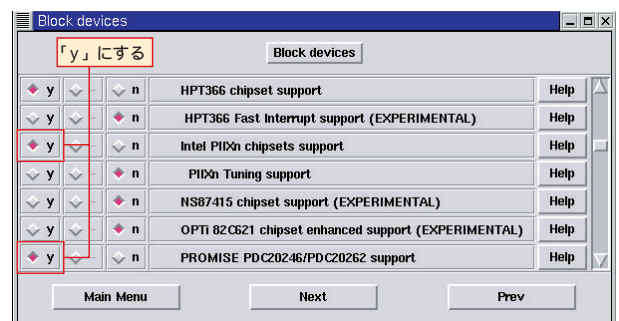 Block devices
「y」にする
Block devices
y - n HPT366 chipset support Help
y - n HPT366 Fast Interrupt support (EXPERIMENTAL) Help
y - n Intel PIIXn chipsets support Help
y - n PIIXn Tuning support Help
y - n NS87415 chipset support (EXPERIMENTAL) Help
y - n OPTi 82C621 chipset enhanced support (EXPERIMENTAL) Help
y - n PROMISE PDC20246/PDC20262 support Help
Main Menu Next Prev